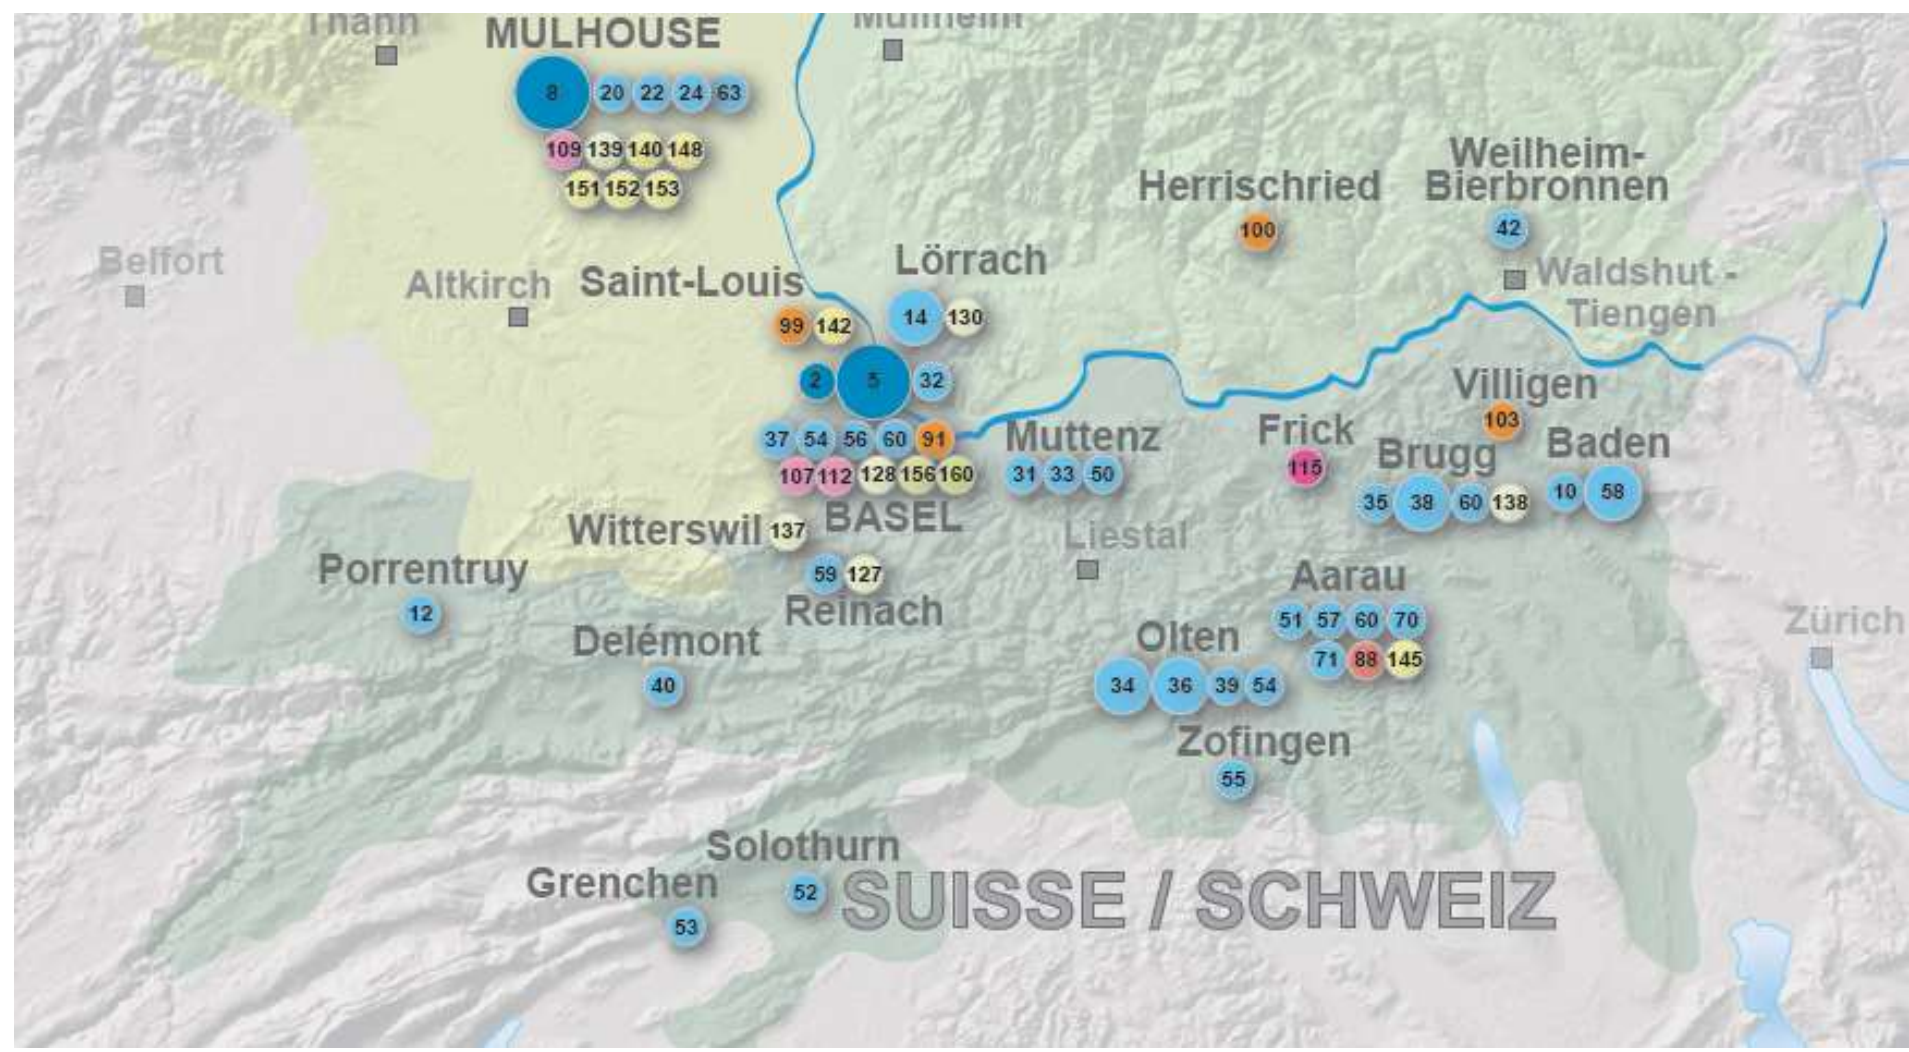 Thann
Müllheim
MULHOUSE
8 20 22 24 63
109 139 140 148
151 152 153
Weilheim-
Bierbronnen
42
Herrischried
100
Belfort
Altkirch
Saint-Louis
99 142
Lörrach
14 130
Waldshut -
Tiengen
2 5 32
37 54 56 60 91
107 112 128 156 160
BASEL
Muttenz
31 33 50
Frick
115
Villigen
103
Brugg
35 38 60 138
Baden
10 58
Witterswil 137
Liestal
59 127
Reinach
Porrentruy
12
Delémont
40
Aarau
51 57 60 70
71 88 145
Olten
34 36 39 54
Zürich
Zofingen
55
Solothurn
52
Grenchen
53
SUISSE / SCHWEIZ